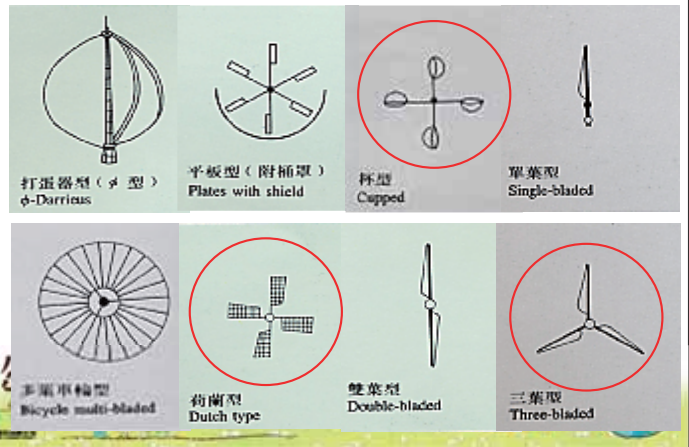 打蛋器型(φ 型)
φ-Darrieus
平板型(附桶罩)
Plates with shield
杯型
Cupped
單葉型
Single-bladed
多葉車輪型
Bicycle multi-bladed
荷蘭型
Dutch type
雙葉型
Double-bladed
三葉型
Three-bladed